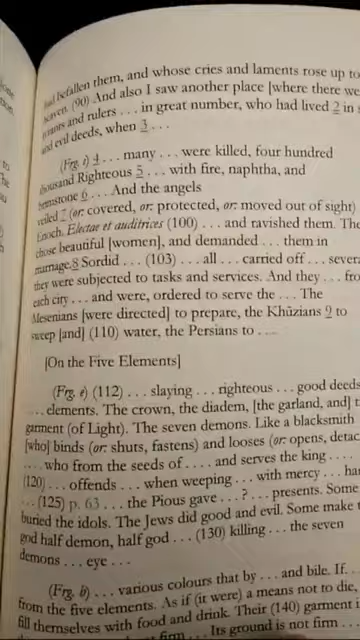 befallen them, and whose cries and laments rose up to
heaven. (90) And also I saw another place [where there we
tyrants and rulers . . . in great number, who had lived 2 in s
and evil deeds, when 3 . . .
(Frg. i) 4 . . . many . . . were killed, four hundred
thousand Righteous 5 . . . with fire, naphtha, and
brimstone 6 . . . And the angels
veiled 7 (or: covered, or: protected, or: moved out of sight)
Enoch. Electae et auditrices (100) . . . and ravished them. The
chose beautiful [women], and demanded . . . them in
marriage.8 Sordid . . . (103) . . . all . . . carried off . . . severa
they were subjected to tasks and services. And they . . . fro
each city . . . and were, ordered to serve the . . . The
Mesenians [were directed] to prepare, the Khūzians 9 to
sweep [and] (110) water, the Persians to . . . .
[On the Five Elements]
(Frg. e) (112) . . . slaying . . . righteous . . . good deeds
. . . . elements. The crown, the diadem, [the garland, and] t
garment (of Light). The seven demons. Like a blacksmith
[who] binds (or: shuts, fastens) and looses (or: opens, detac
. . . . who from the seeds of . . . . and serves the king . . . .
(120) . . . offends . . . when weeping . . . with mercy . . . ha
. . . (125) p. 63 . . . the Pious gave . . . ? . . . presents. Some
buried the idols. The Jews did good and evil. Some make t
god half demon, half god . . . (130) killing . . . the seven
demons . . . eye . . .
(Frg. b) . . . various colours that by . . . and bile. If. . .
from the five elements. As if (it were) a means not to die,
fill themselves with food and drink. Their (140) garment i
firm . . . Its ground is not firm . . .